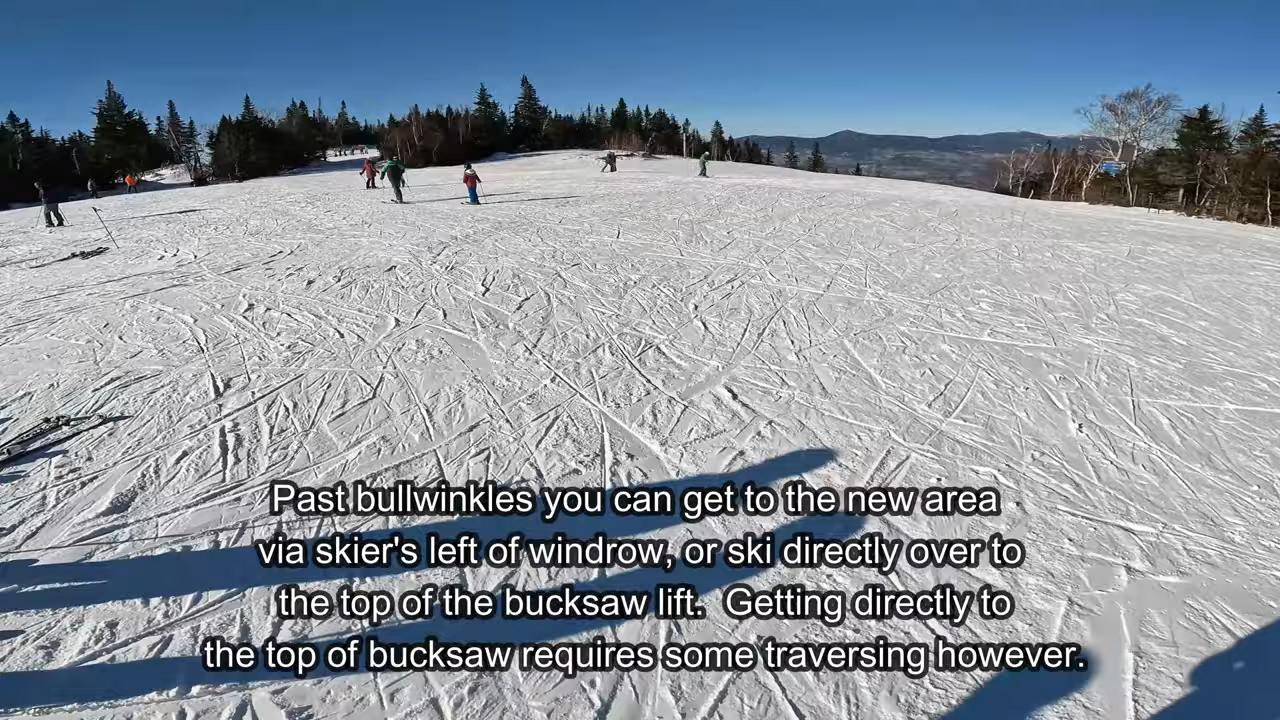 Past bullwinkles you can get to the new area
via skier's left of windrow, or ski directly over to
the top of the bucksaw lift.  Getting directly to
the top of bucksaw requires some traversing however.